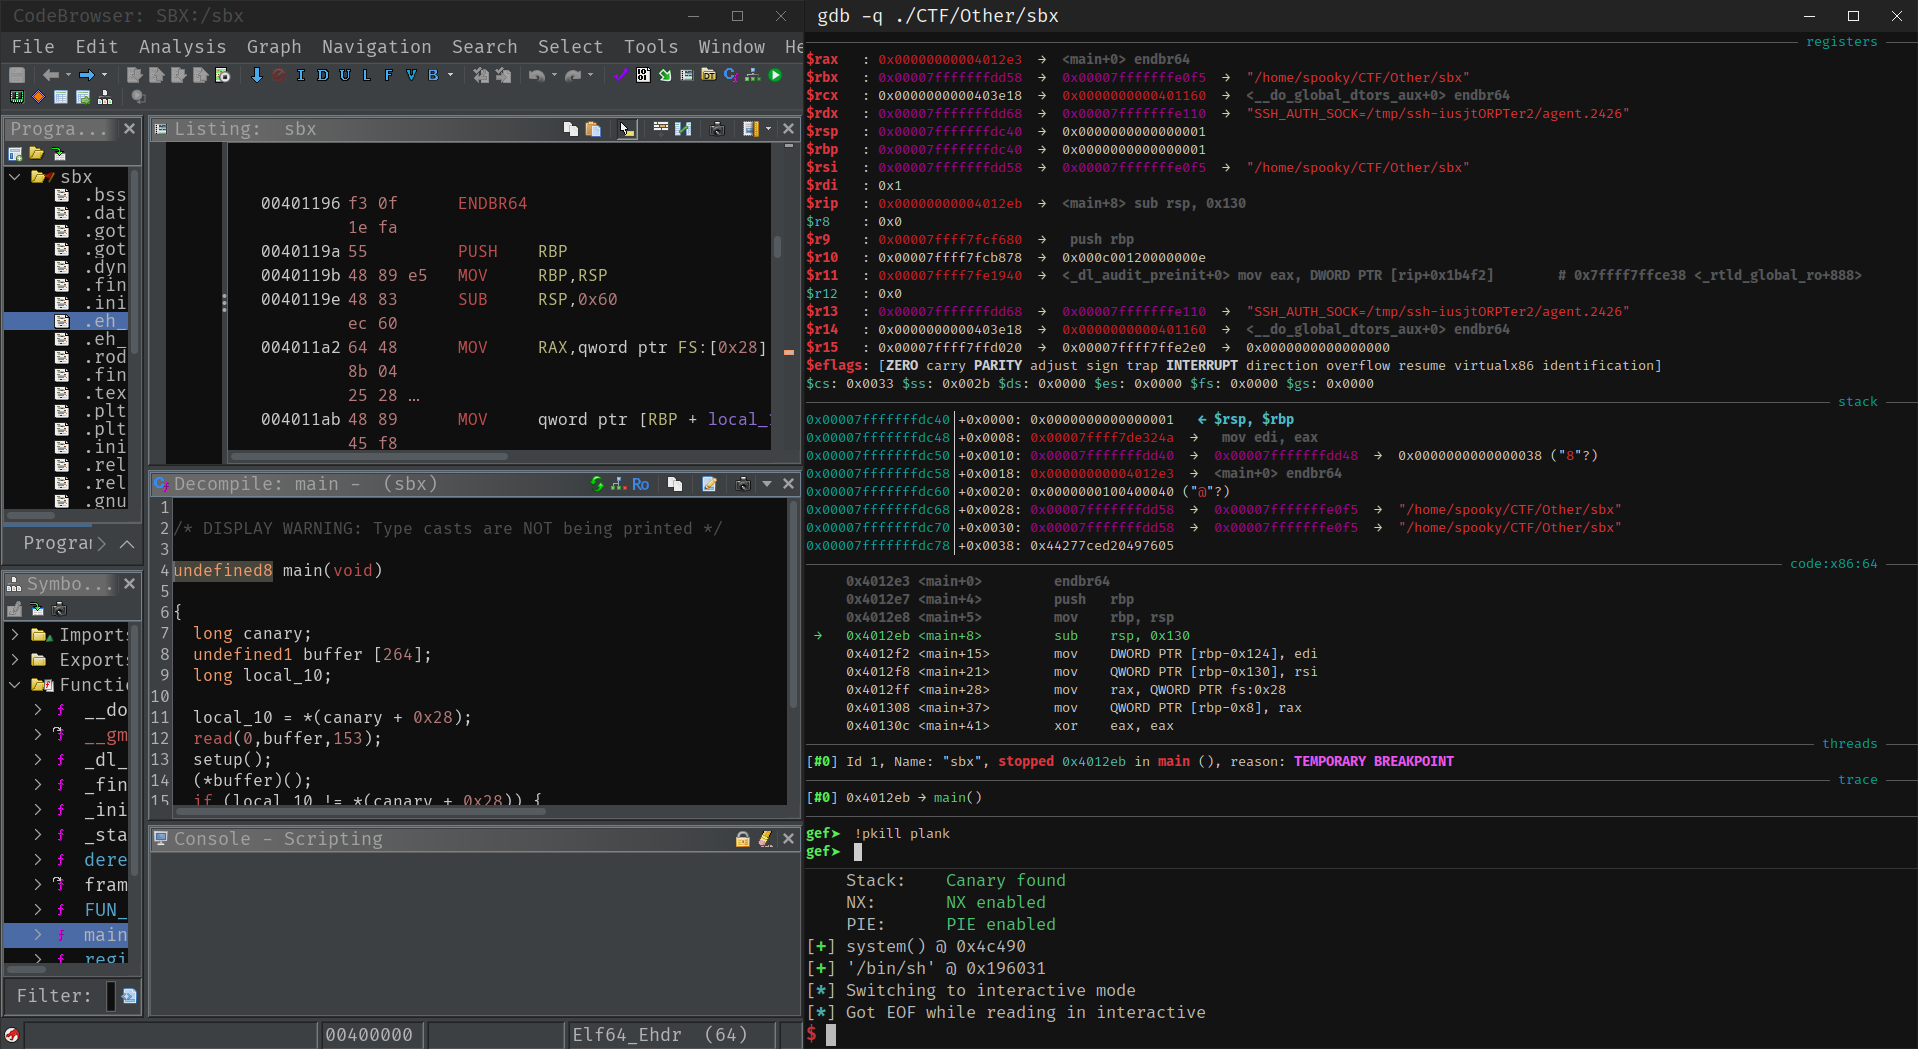 CodeBrowser: SBX:/sbx
File Edit Analysis Graph Navigation Search Select Tools Window He
I D U L F V B
Progra...
sbx
.bss
.dat
.got
.got
.dyn
.fin
.ini
.eh_
.eh_
.rod
.fin
.tex
.plt
.plt
.ini
.rel
.rel
.gnu
Program
Symbo...
Imports
Exports
Functi
__do
__gm
_dl_
_fin
_ini
_sta
dere
fram
FUN_
main
regi
Filter:
Listing: sbx
00401196 f3 0f ENDBR64
1e fa
0040119a 55 PUSH RBP
0040119b 48 89 e5 MOV RBP,RSP
0040119e 48 83 SUB RSP,0x60
ec 60
004011a2 64 48 MOV RAX,qword ptr FS:[0x28]
8b 04
25 28 ...
004011ab 48 89 MOV qword ptr [RBP + local_
45 f8
Decompile: main - (sbx)
Ro
1
2 /* DISPLAY WARNING: Type casts are NOT being printed */
3
4 undefined8 main(void)
5
6 {
7 long canary;
8 undefined1 buffer [264];
9 long local_10;
10
11 local_10 = *(canary + 0x28);
12 read(0,buffer,153);
13 setup();
14 (*buffer)();
15 if (local_10 != *(canary + 0x28)) {
Console - Scripting
00400000 Elf64_Ehdr (64)
gdb -q ./CTF/Other/sbx
registers
$rax : 0x00000000004012e3 → <main+0> endbr64
$rbx : 0x00007fffffffdd58 → 0x00007fffffffe0f5 → "/home/spooky/CTF/Other/sbx"
$rcx : 0x0000000000403e18 → 0x0000000000401160 → <__do_global_dtors_aux+0> endbr64
$rdx : 0x00007fffffffdd68 → 0x00007fffffffe110 → "SSH_AUTH_SOCK=/tmp/ssh-iusjtORPTer2/agent.2426"
$rsp : 0x00007fffffffdc40 → 0x0000000000000001
$rbp : 0x00007fffffffdc40 → 0x0000000000000001
$rsi : 0x00007fffffffdd58 → 0x00007fffffffe0f5 → "/home/spooky/CTF/Other/sbx"
$rdi : 0x1
$rip : 0x00000000004012eb → <main+8> sub rsp, 0x130
$r8 : 0x0
$r9 : 0x00007ffff7fcf680 → push rbp
$r10 : 0x00007ffff7fcb878 → 0x000c00120000000e
$r11 : 0x00007ffff7fe1940 → <_dl_audit_preinit+0> mov eax, DWORD PTR [rip+0x1b4f2] # 0x7ffff7ffce38 <_rtld_global_ro+888>
$r12 : 0x0
$r13 : 0x00007fffffffdd68 → 0x00007fffffffe110 → "SSH_AUTH_SOCK=/tmp/ssh-iusjtORPTer2/agent.2426"
$r14 : 0x0000000000403e18 → 0x0000000000401160 → <__do_global_dtors_aux+0> endbr64
$r15 : 0x00007ffff7ffd020 → 0x00007ffff7ffe2e0 → 0x0000000000000000
$eflags: [ZERO carry PARITY adjust sign trap INTERRUPT direction overflow resume virtualx86 identification]
$cs: 0x0033 $ss: 0x002b $ds: 0x0000 $es: 0x0000 $fs: 0x0000 $gs: 0x0000
stack
0x00007fffffffdc40│+0x0000: 0x0000000000000001 ← $rsp, $rbp
0x00007fffffffdc48│+0x0008: 0x00007ffff7de324a → mov edi, eax
0x00007fffffffdc50│+0x0010: 0x00007fffffffdd40 → 0x00007fffffffdd48 → 0x0000000000000038 ("8"?)
0x00007fffffffdc58│+0x0018: 0x00000000004012e3 → <main+0> endbr64
0x00007fffffffdc60│+0x0020: 0x0000000100400040 ("@"?)
0x00007fffffffdc68│+0x0028: 0x00007fffffffdd58 → 0x00007fffffffe0f5 → "/home/spooky/CTF/Other/sbx"
0x00007fffffffdc70│+0x0030: 0x00007fffffffdd58 → 0x00007fffffffe0f5 → "/home/spooky/CTF/Other/sbx"
0x00007fffffffdc78│+0x0038: 0x44277ced20497605
code:x86:64
0x4012e3 <main+0> endbr64
0x4012e7 <main+4> push rbp
0x4012e8 <main+5> mov rbp, rsp
→ 0x4012eb <main+8> sub rsp, 0x130
0x4012f2 <main+15> mov DWORD PTR [rbp-0x124], edi
0x4012f8 <main+21> mov QWORD PTR [rbp-0x130], rsi
0x4012ff <main+28> mov rax, QWORD PTR fs:0x28
0x401308 <main+37> mov QWORD PTR [rbp-0x8], rax
0x40130c <main+41> xor eax, eax
threads
[#0] Id 1, Name: "sbx", stopped 0x4012eb in main (), reason: TEMPORARY BREAKPOINT
trace
[#0] 0x4012eb → main()
gef➤ !pkill plank
gef➤
Stack: Canary found
NX: NX enabled
PIE: PIE enabled
[+] system() @ 0x4c490
[+] '/bin/sh' @ 0x196031
[*] Switching to interactive mode
[*] Got EOF while reading in interactive
$